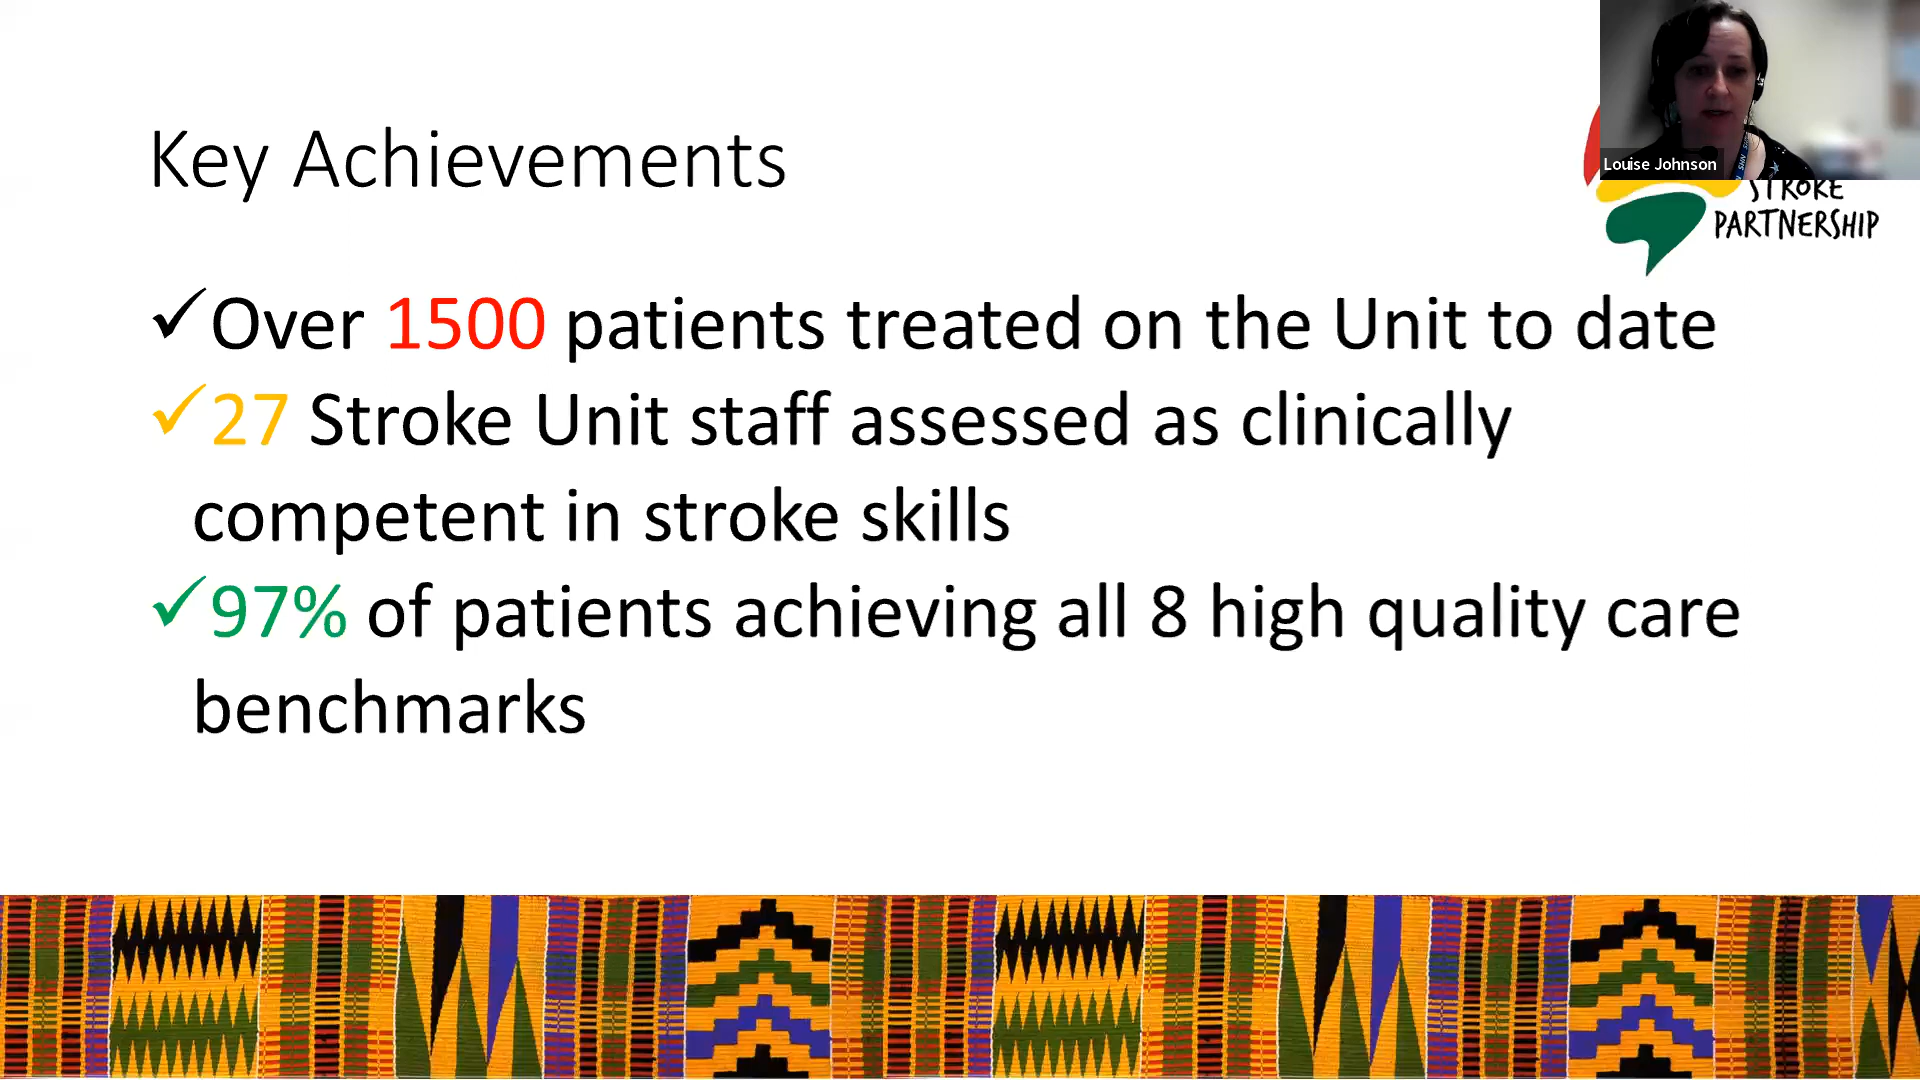 Louise Johnson
STROKE
PARTNERSHIP
Key Achievements
✓Over 1500 patients treated on the Unit to date
✓27 Stroke Unit staff assessed as clinically
competent in stroke skills
✓97% of patients achieving all 8 high quality care
benchmarks